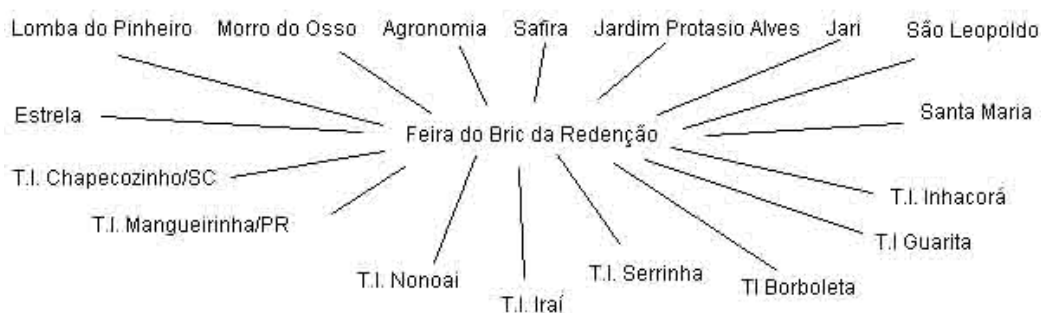 Lomba do Pinheiro Morro do Osso Agronomia Safira Jardim Protasio Alves Jari São Leopoldo
Estrela Santa Maria
Feira do Bric da Redenção
T.I. Chapecozinho/SC T.I. Inhacorá
T.I. Mangueirinha/PR T.I Guarita
T.I. Nonoai T.I. Iraí T.I. Serrinha TI Borboleta